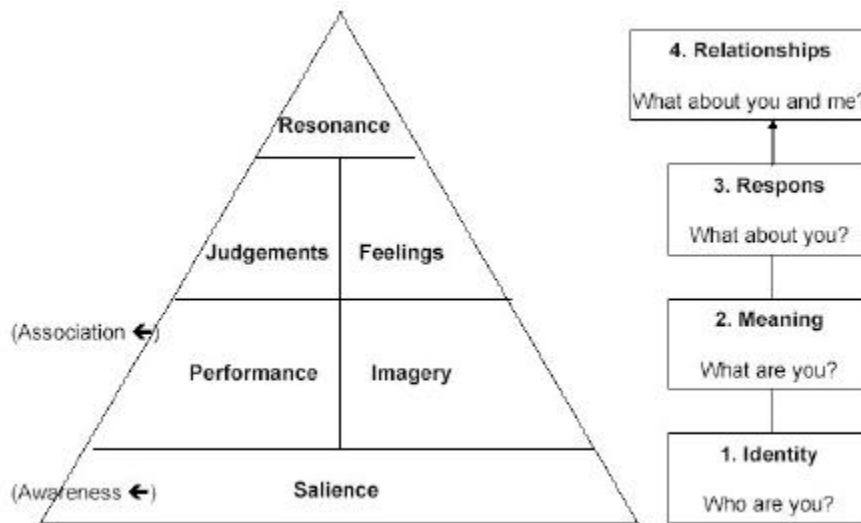 4. Relationships
What about you and me?
Resonance
3. Respons
What about you?
Judgements Feelings
(Association ←)
2. Meaning
What are you?
Performance Imagery
1. Identity
Who are you?
(Awareness ←) Salience